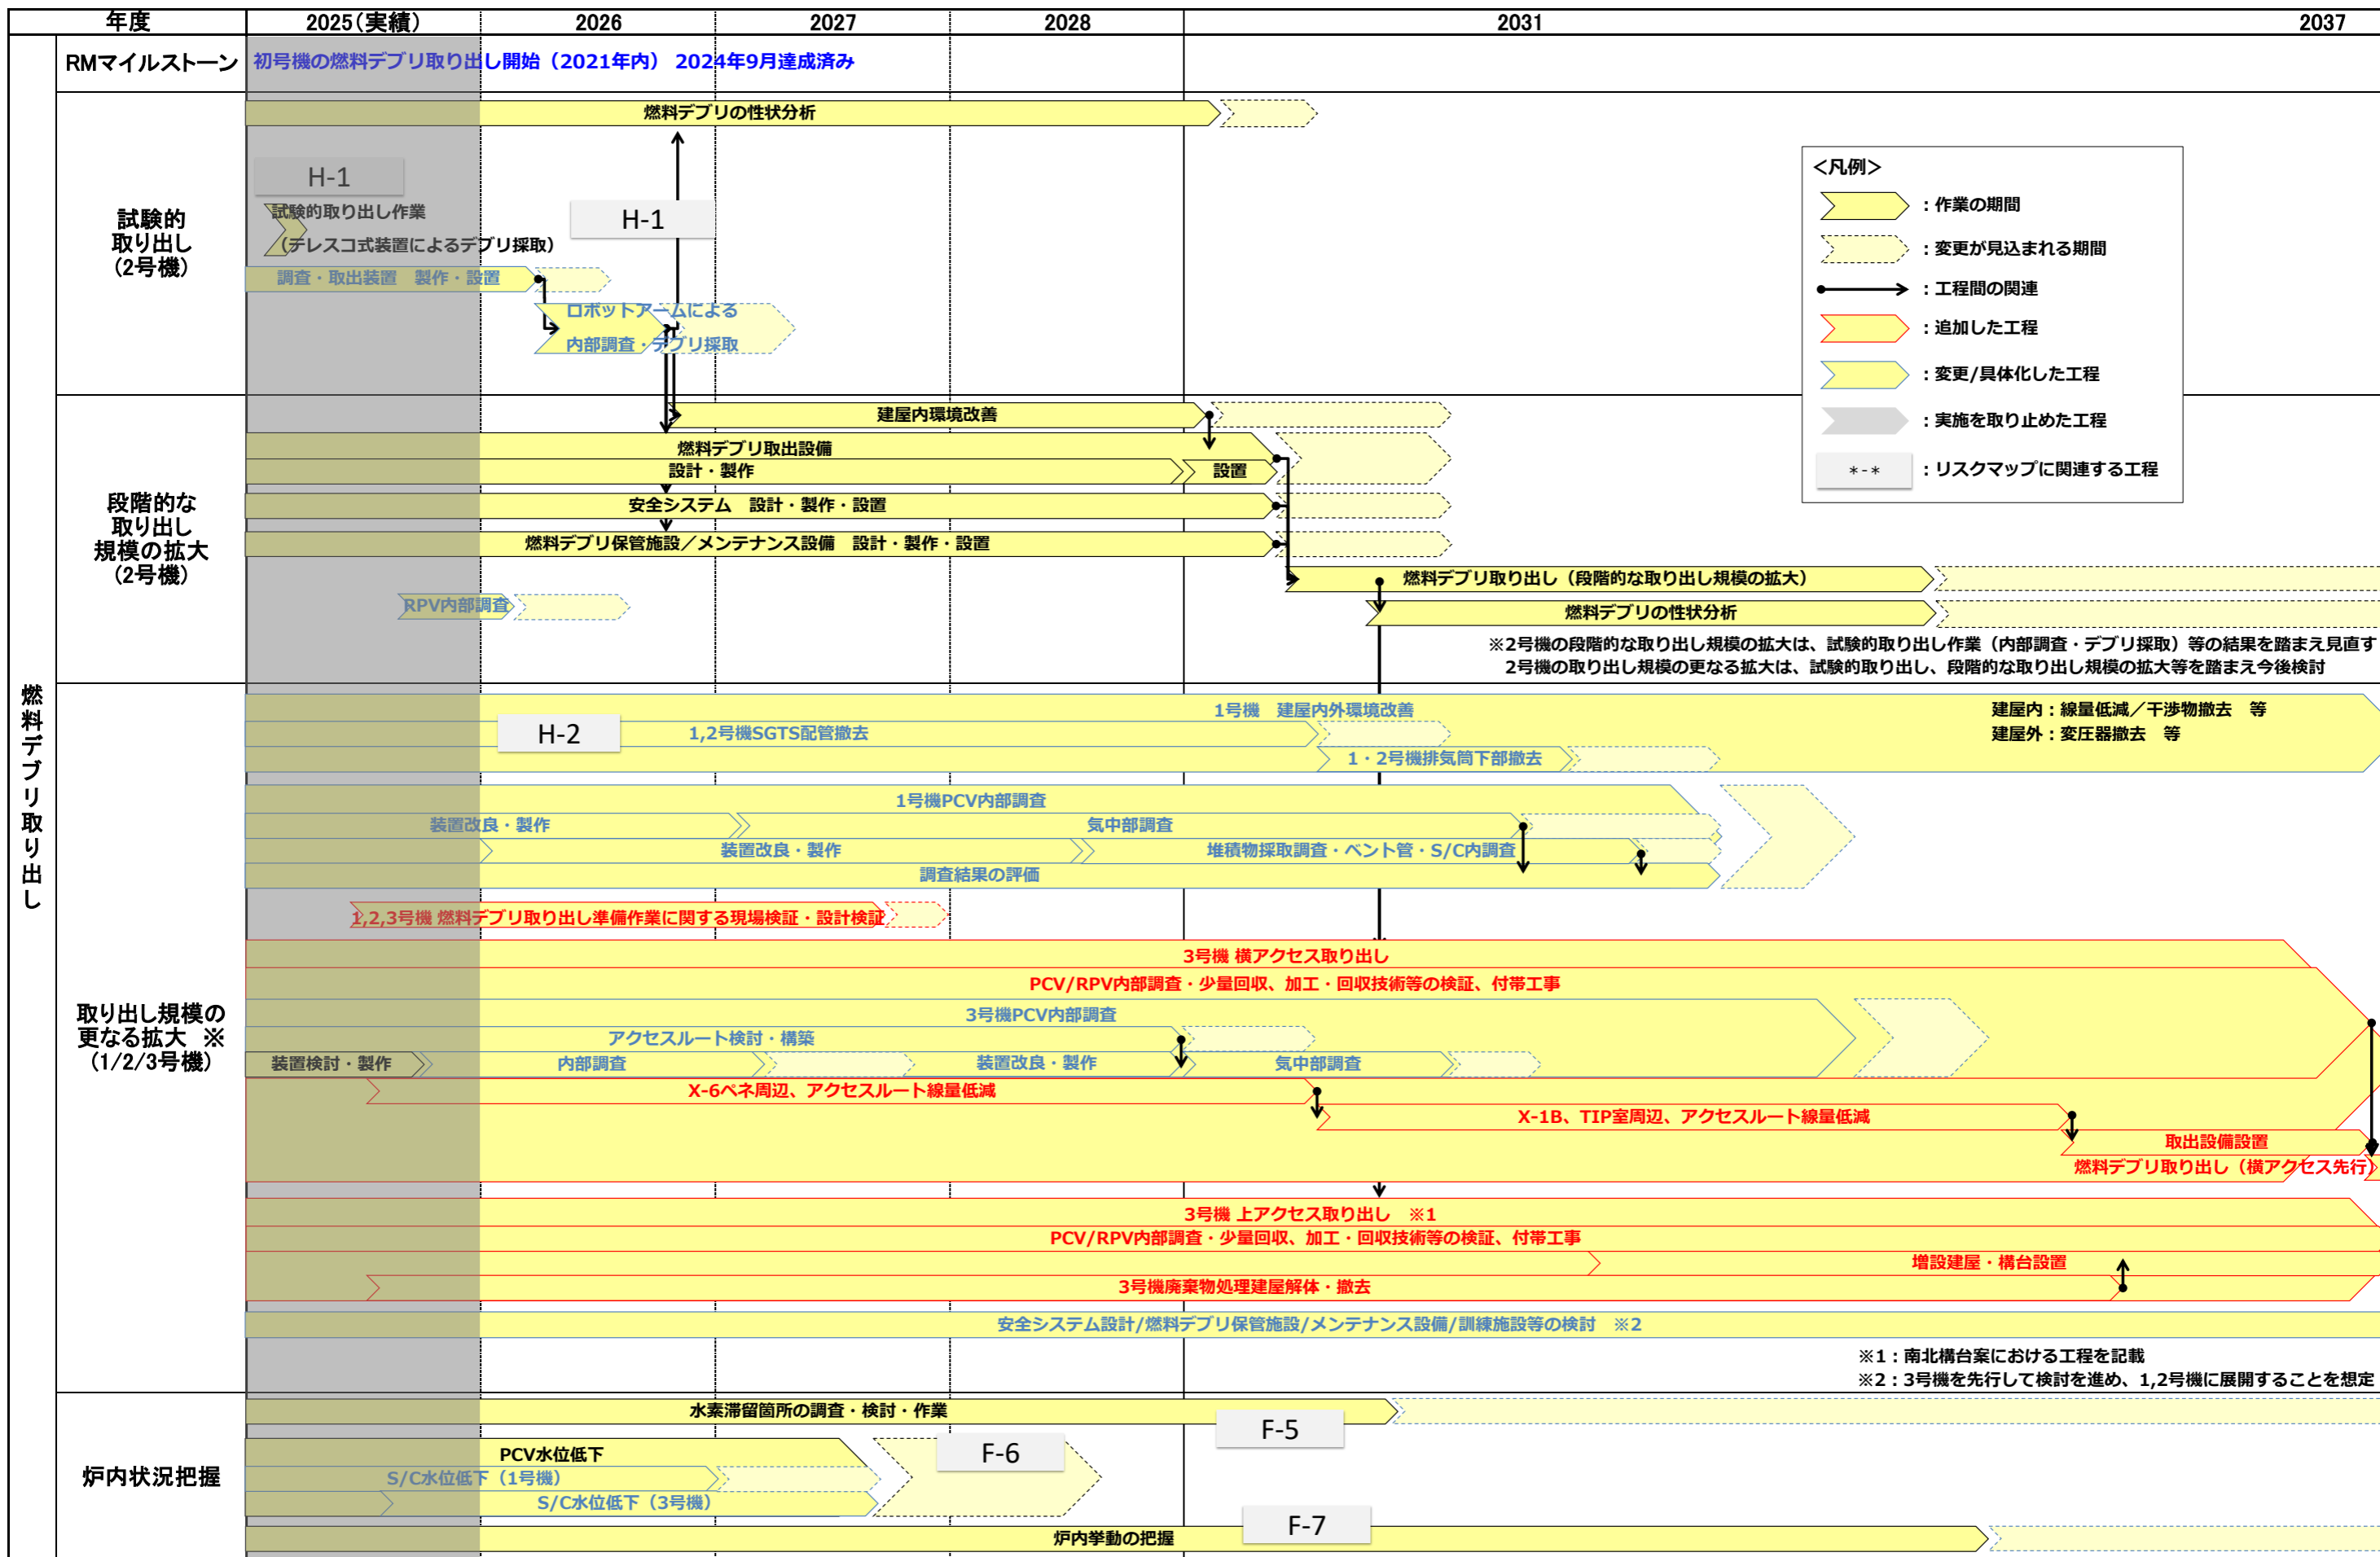 年度 2025(実績) 2026 2027 2028 2031 2037
燃料デブリ取り出し
RMマイルストーン 初号機の燃料デブリ取り出し開始（2021年内） 2024年9月達成済み
試験的
取り出し
(2号機)
燃料デブリの性状分析
H-1
試験的取り出し作業
（テレスコ式装置によるデブリ採取）
H-1
調査・取出装置　製作・設置
ロボットアームによる
内部調査・デブリ採取
＜凡例＞
：作業の期間
：変更が見込まれる期間
：工程間の関連
：追加した工程
：変更/具体化した工程
：実施を取り止めた工程
*-* ：リスクマップに関連する工程
段階的な
取り出し
規模の拡大
(2号機)
建屋内環境改善
燃料デブリ取出設備
設計・製作 設置
安全システム　設計・製作・設置
燃料デブリ保管施設／メンテナンス設備　設計・製作・設置
燃料デブリ取り出し（段階的な取り出し規模の拡大）
RPV内部調査
燃料デブリの性状分析
※2号機の段階的な取り出し規模の拡大は、試験的取り出し作業（内部調査・デブリ採取）等の結果を踏まえ見直す
2号機の取り出し規模の更なる拡大は、試験的取り出し、段階的な取り出し規模の拡大等を踏まえ今後検討
取り出し規模の
更なる拡大　※
(1/2/3号機)
1号機　建屋内外環境改善
建屋内：線量低減／干渉物撤去　等
建屋外：変圧器撤去　等
H-2
1,2号機SGTS配管撤去
1・2号機排気筒下部撤去
1号機PCV内部調査
装置改良・製作 気中部調査
装置改良・製作 堆積物採取調査・ベント管・S/C内調査
調査結果の評価
1,2,3号機 燃料デブリ取り出し準備作業に関する現場検証・設計検証
3号機 横アクセス取り出し
PCV/RPV内部調査・少量回収、加工・回収技術等の検証、付帯工事
3号機PCV内部調査
アクセスルート検討・構築
装置検討・製作 内部調査 装置改良・製作 気中部調査
X-6ペネ周辺、アクセスルート線量低減
X-1B、TIP室周辺、アクセスルート線量低減
取出設備設置
燃料デブリ取り出し（横アクセス先行）
3号機 上アクセス取り出し　※1
PCV/RPV内部調査・少量回収、加工・回収技術等の検証、付帯工事
増設建屋・構台設置
3号機廃棄物処理建屋解体・撤去
安全システム設計/燃料デブリ保管施設/メンテナンス設備/訓練施設等の検討　※2
※1：南北構台案における工程を記載
※2：3号機を先行して検討を進め、1,2号機に展開することを想定
炉内状況把握
水素滞留箇所の調査・検討・作業
F-5
PCV水位低下
F-6
S/C水位低下（1号機）
S/C水位低下（3号機）
F-7
炉内挙動の把握